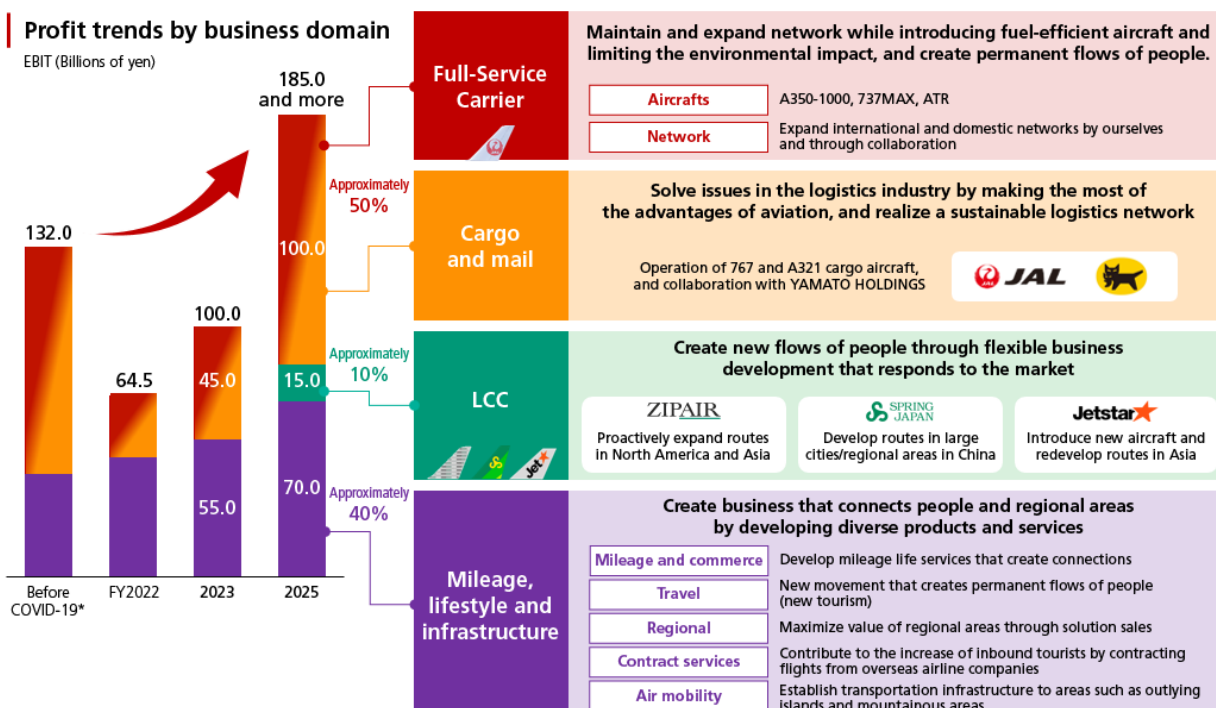 Profit trends by business domain
EBIT (Billions of yen)
132.0
64.5
100.0
45.0
55.0
185.0
and more
100.0
15.0
70.0
Before
COVID-19*
FY2022
2023
2025
Approximately
50%
Approximately
10%
Approximately
40%
Full-Service
Carrier
Maintain and expand network while introducing fuel-efficient aircraft and
limiting the environmental impact, and create permanent flows of people.
Aircrafts
A350-1000, 737MAX, ATR
Network
Expand international and domestic networks by ourselves
and through collaboration
Cargo
and mail
Solve issues in the logistics industry by making the most of
the advantages of aviation, and realize a sustainable logistics network
Operation of 767 and A321 cargo aircraft,
and collaboration with YAMATO HOLDINGS
JAL
JAL
LCC
Jet
Create new flows of people through flexible business
development that responds to the market
ZIPAIR
Proactively expand routes
in North America and Asia
SPRING
JAPAN
Develop routes in large
cities/regional areas in China
Jetstar
Introduce new aircraft and
redevelop routes in Asia
Mileage,
lifestyle and
infrastructure
Create business that connects people and regional areas
by developing diverse products and services
Mileage and commerce
Develop mileage life services that create connections
Travel
New movement that creates permanent flows of people
(new tourism)
Regional
Maximize value of regional areas through solution sales
Contract services
Contribute to the increase of inbound tourists by contracting
flights from overseas airline companies
Air mobility
Establish transportation infrastructure to areas such as outlying
islands and mountainous areas